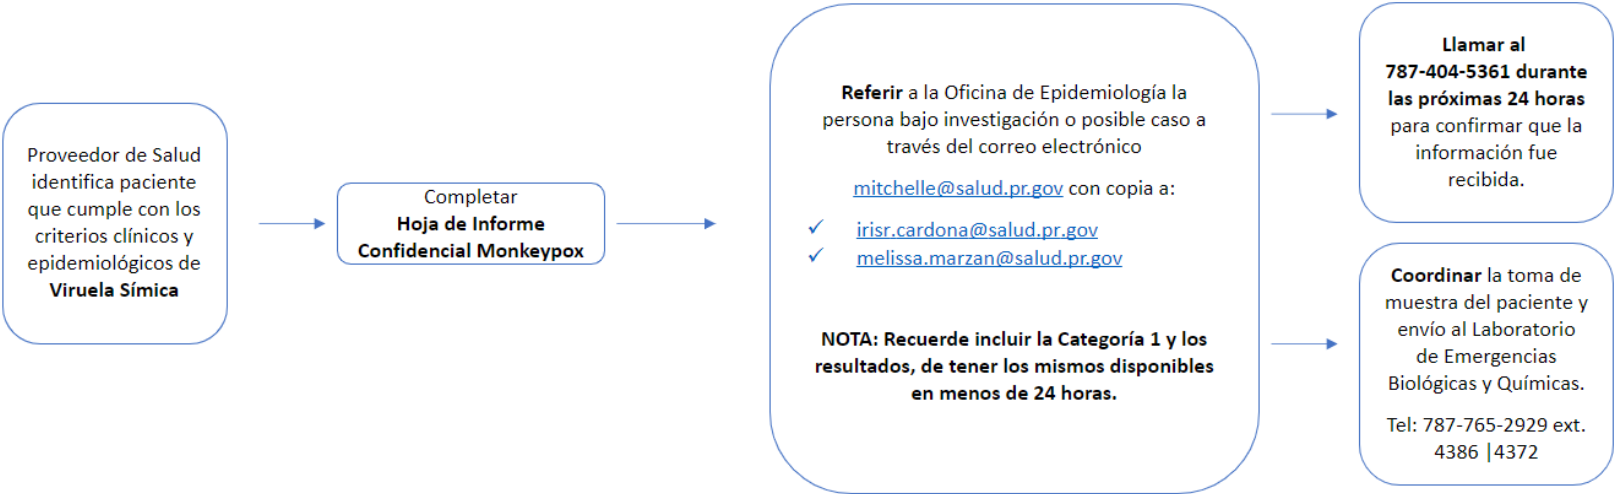 Proveedor de Salud
identifica paciente
que cumple con los
criterios clínicos y
epidemiológicos de
Viruela Símica
Completar
Hoja de Informe
Confidencial Monkeypox
Referir a la Oficina de Epidemiología la
persona bajo investigación o posible caso a
través del correo electrónico
mitchelle@salud.pr.gov con copia a:
✓ irisr.cardona@salud.pr.gov
✓ melissa.marzan@salud.pr.gov
NOTA: Recuerde incluir la Categoría 1 y los
resultados, de tener los mismos disponibles
en menos de 24 horas.
Llamar al
787-404-5361 durante
las próximas 24 horas
para confirmar que la
información fue
recibida.
Coordinar la toma de
muestra del paciente y
envío al Laboratorio
de Emergencias
Biológicas y Químicas.
Tel: 787-765-2929 ext.
4386 |4372